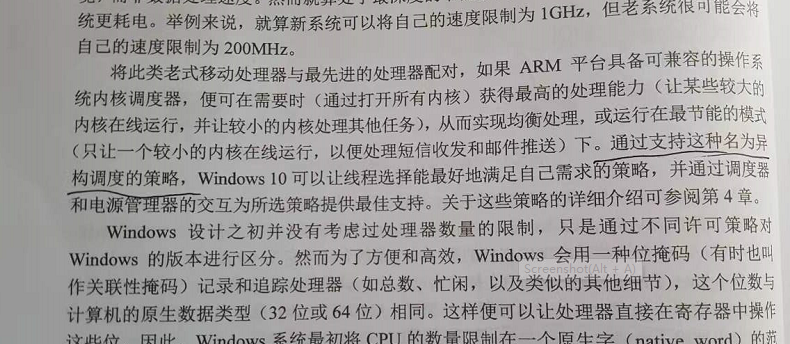 统更耗电。举例来说，就算新系统可以将自己的速度限制为 1GHz，但老系统很可能会将
自己的速度限制为 200MHz。
将此类老式移动处理器与最先进的处理器配对，如果 ARM 平台具备可兼容的操作系
统内核调度器，便可在需要时（通过打开所有内核）获得最高的处理能力（让某些较大的
内核在线运行，并让较小的内核处理其他任务），从而实现均衡处理，或运行在最节能的模式
（只让一个较小的内核在线运行，以便处理短信收发和邮件推送）下。通过支持这种名为异
构调度的策略，Windows 10 可以让线程选择能最好地满足自己需求的策略，并通过调度器
和电源管理器的交互为所选策略提供最佳支持。关于这些策略的详细介绍可参阅第 4 章。
Windows 设计之初并没有考虑过处理器数量的限制，只是通过不同许可策略对
Windows 的版本进行区分。然而为了方便和高效，Windows 会用一种位掩码（有时也叫
Screenshot(Alt + A)
作关联性掩码）记录和追踪处理器（如总数、忙闲，以及类似的其他细节），这个位数与
计算机的原生数据类型（32 位或 64 位）相同。这样便可以让处理器直接在寄存器中操作
这些位。因此，Windows 系统最初将 CPU 的数量限制在一个原生字（native word）的范